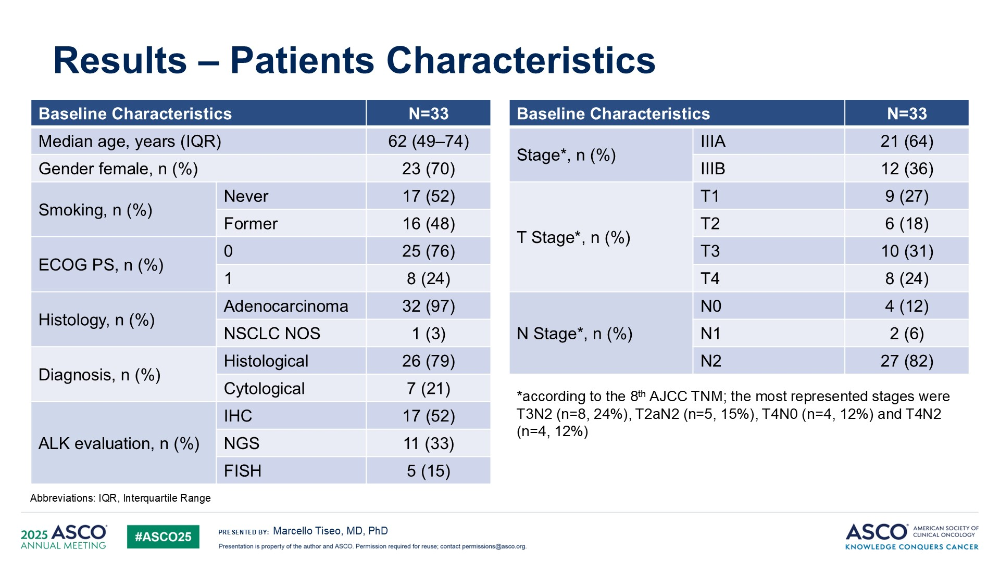 Results – Patients Characteristics
Baseline Characteristics N=33
Median age, years (IQR) 62 (49–74)
Gender female, n (%) 23 (70)
Smoking, n (%)
Never 17 (52)
Former 16 (48)
ECOG PS, n (%)
0 25 (76)
1 8 (24)
Histology, n (%)
Adenocarcinoma 32 (97)
NSCLC NOS 1 (3)
Diagnosis, n (%)
Histological 26 (79)
Cytological 7 (21)
ALK evaluation, n (%)
IHC 17 (52)
NGS 11 (33)
FISH 5 (15)
Abbreviations: IQR, Interquartile Range
Baseline Characteristics N=33
Stage*, n (%)
IIIA 21 (64)
IIIB 12 (36)
T Stage*, n (%)
T1 9 (27)
T2 6 (18)
T3 10 (31)
T4 8 (24)
N Stage*, n (%)
N0 4 (12)
N1 2 (6)
N2 27 (82)
*according to the 8th AJCC TNM; the most represented stages were
T3N2 (n=8, 24%), T2aN2 (n=5, 15%), T4N0 (n=4, 12%) and T4N2
(n=4, 12%)
2025 ASCO®
ANNUAL MEETING
#ASCO25
PRESENTED BY: Marcello Tiseo, MD, PhD
Presentation is property of the author and ASCO. Permission required for reuse; contact permissions@asco.org.
ASCO® AMERICAN SOCIETY OF
CLINICAL ONCOLOGY
KNOWLEDGE CONQUERS CANCER